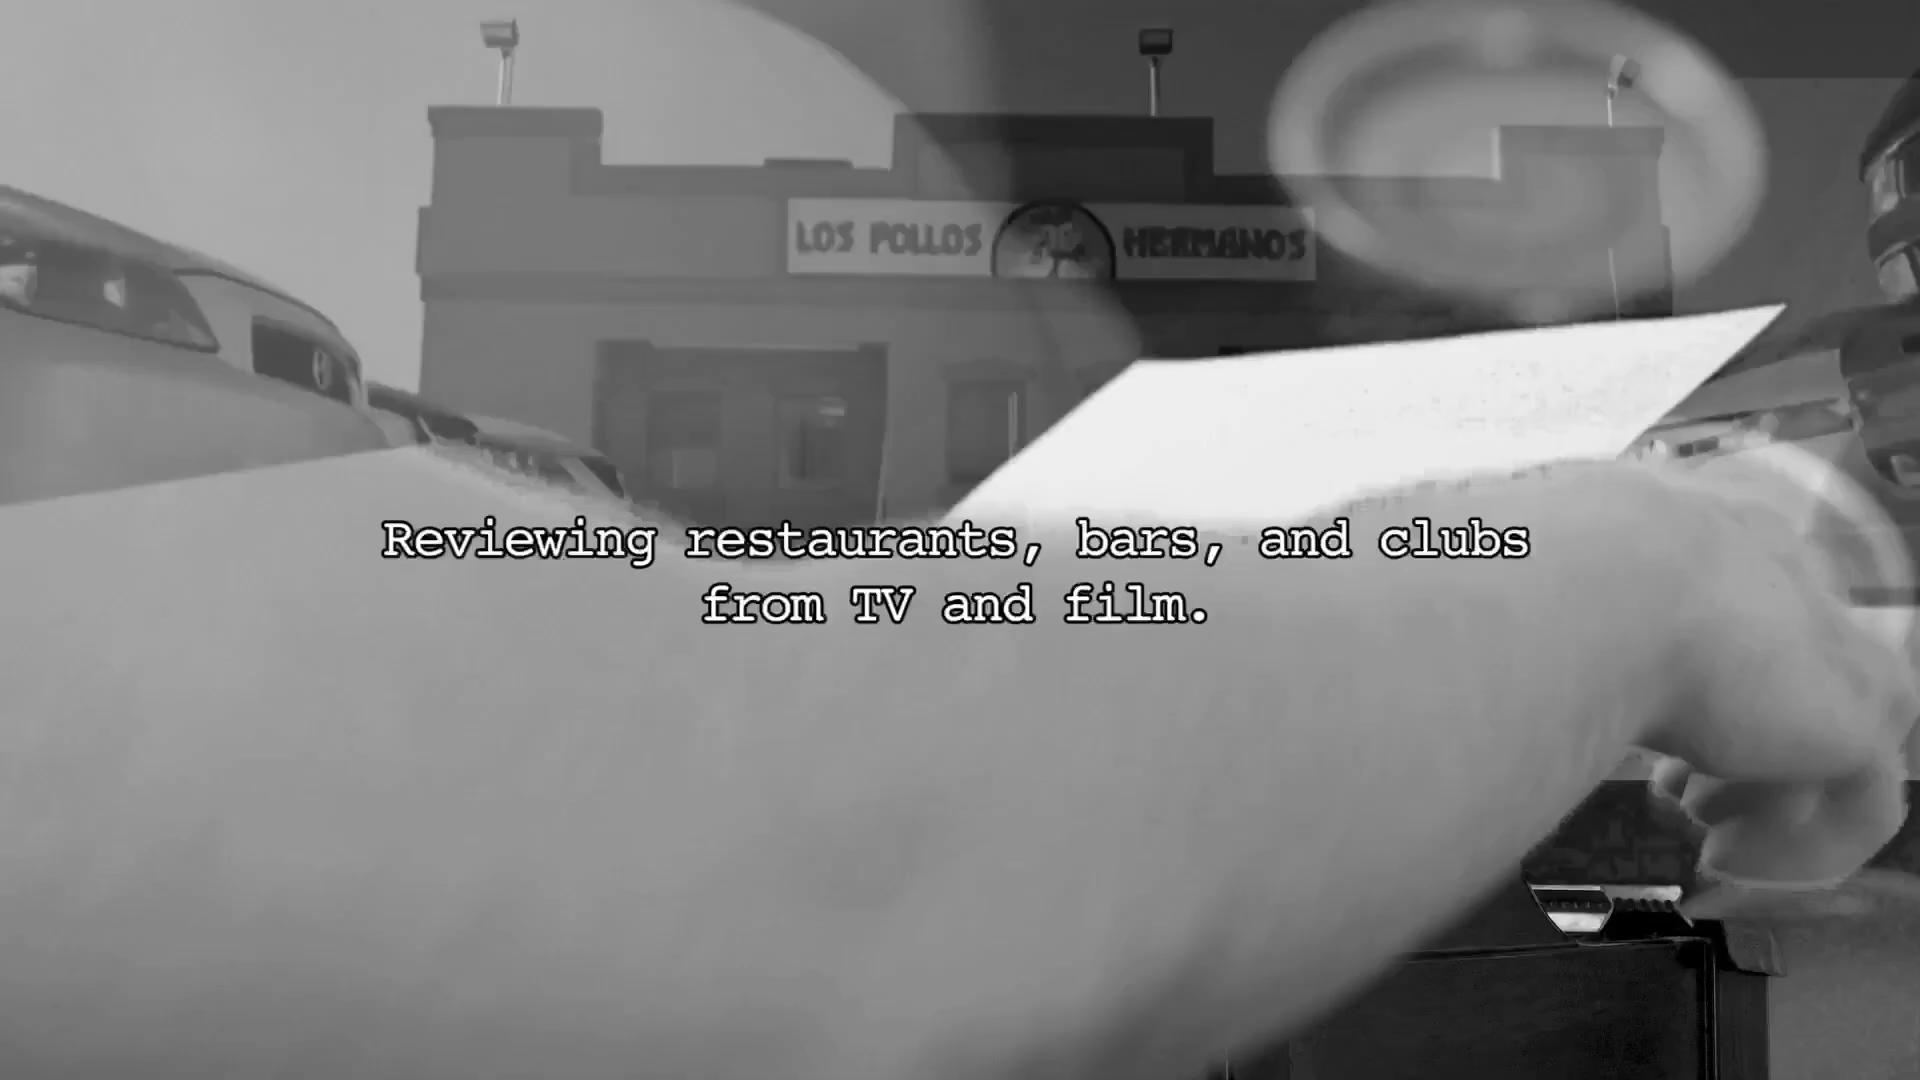 LOS POLLOS HERMANOS
Reviewing restaurants, bars, and clubs
from TV and film.